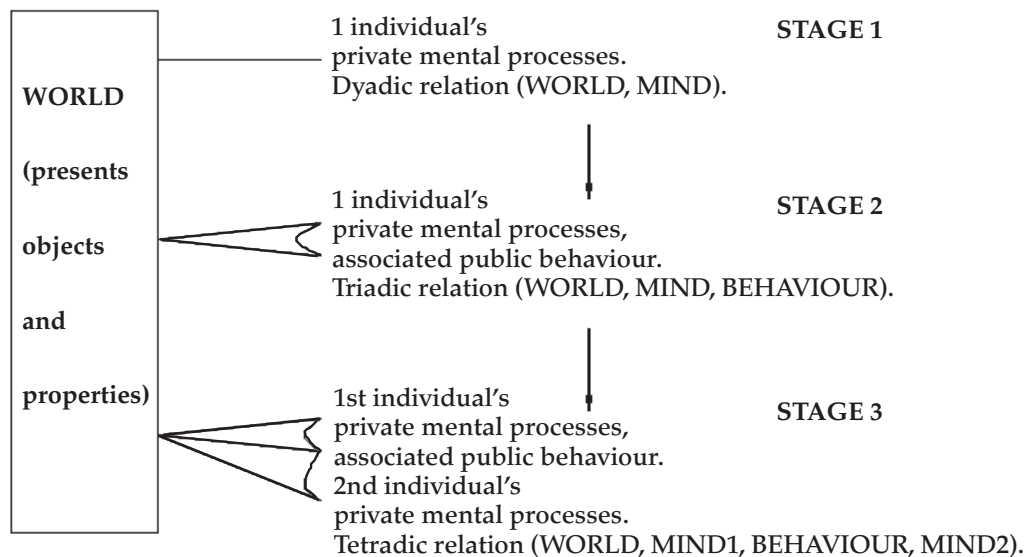 WORLD
(presents
objects
and
properties)
1 individual's
private mental processes.
Dyadic relation (WORLD, MIND).
STAGE 1
1 individual's
private mental processes,
associated public behaviour.
Triadic relation (WORLD, MIND, BEHAVIOUR).
STAGE 2
1st individual's
private mental processes,
associated public behaviour.
2nd individual's
private mental processes.
Tetradic relation (WORLD, MIND1, BEHAVIOUR, MIND2).
STAGE 3